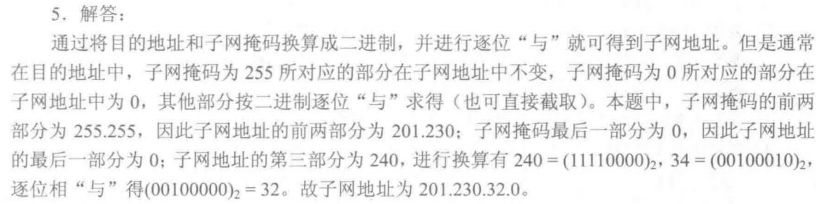 5．解答：
通过将目的地址和子网掩码换算成二进制，并进行逐位“与”就可得到子网地址。但是通常
在目的地址中，子网掩码为 255 所对应的部分在子网地址中不变，子网掩码为 0 所对应的部分在
子网地址中为 0，其他部分按二进制逐位“与”求得（也可直接截取）。本题中，子网掩码的前两
部分为 255.255，因此子网地址的前两部分为 201.230；子网掩码最后一部分为 0，因此子网地址
的最后一部分为 0；子网地址的第三部分为 240，进行换算有 240 = (11110000)₂，34 = (00100010)₂，
逐位相“与”得(00100000)₂ = 32。故子网地址为 201.230.32.0。